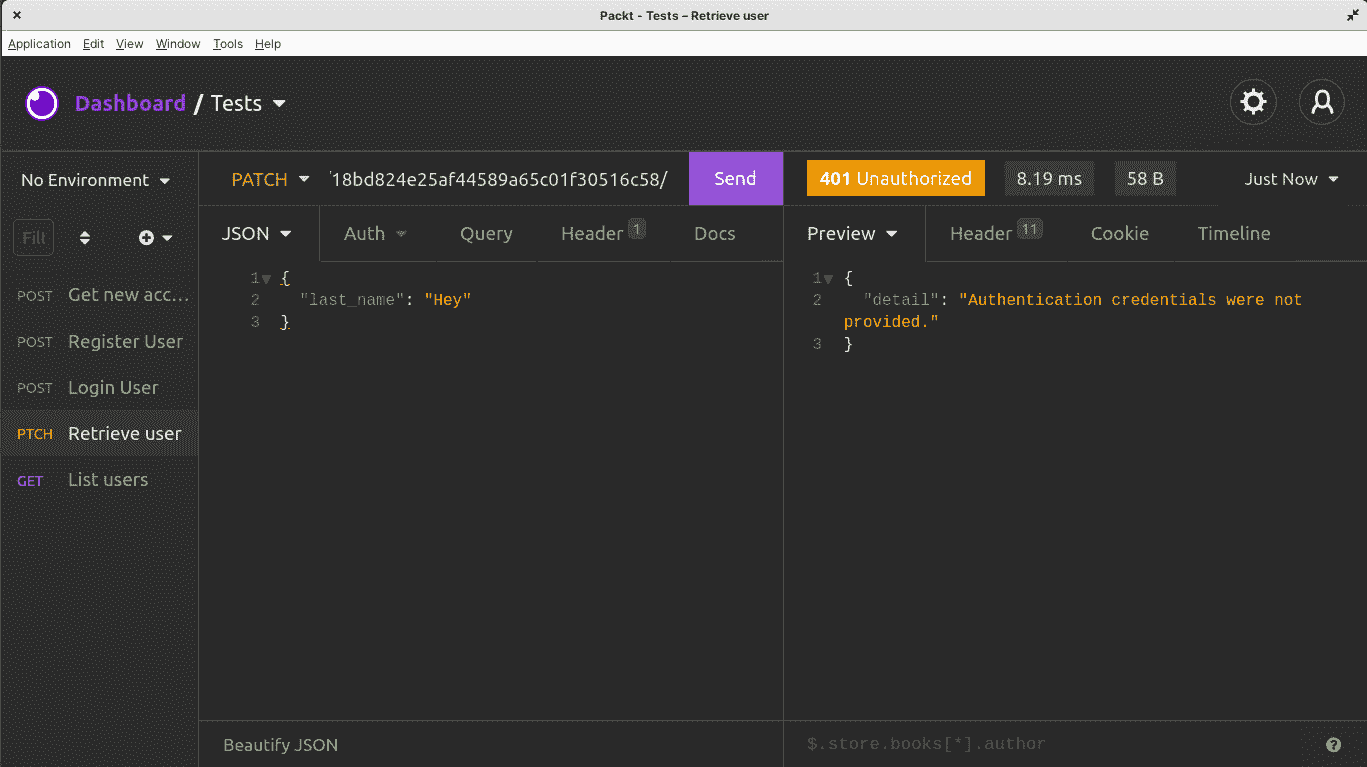 Packt - Tests – Retrieve user
Application Edit View Window Tools Help
Dashboard / Tests
No Environment
PATCH '18bd824e25af44589a65c01f30516c58/ Send
401 Unauthorized 8.19 ms 58 B Just Now
Fill
JSON Auth Query Header 1 Docs
Preview Header 11 Cookie Timeline
POST Get new acc...
POST Register User
POST Login User
PTCH Retrieve user
GET List users
1 {
2 "last_name": "Hey"
3 }
1 {
2 "detail": "Authentication credentials were not
provided."
3 }
Beautify JSON
$.store.books[*].author ?